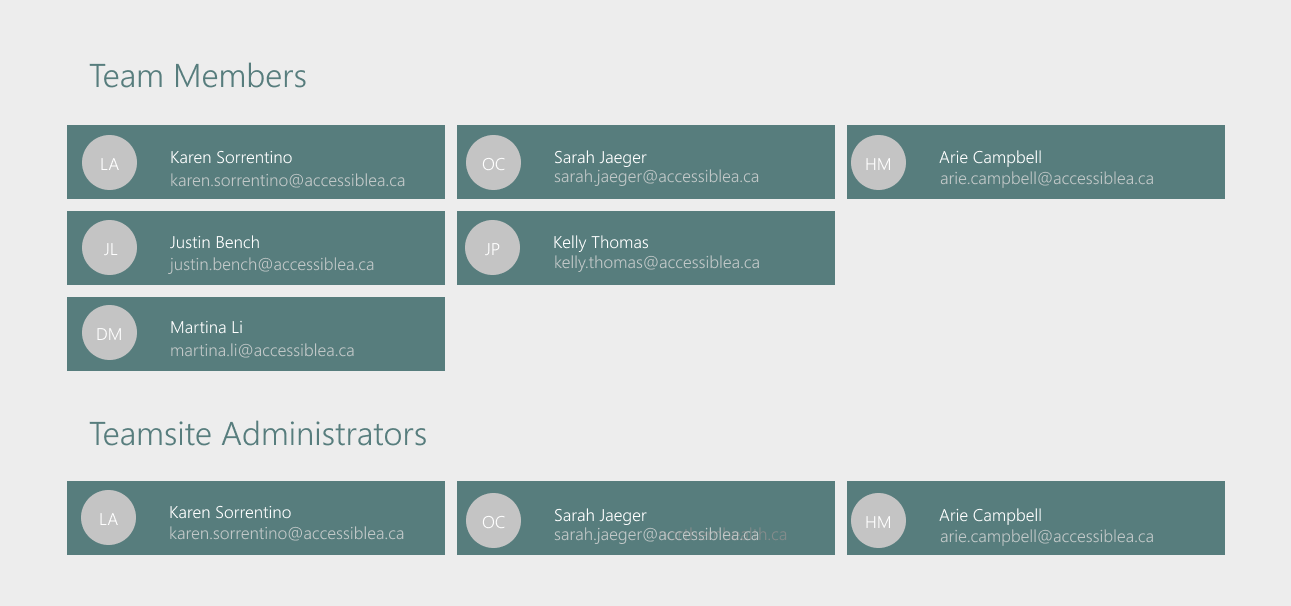 Team Members
LA
Karen Sorrentino
karen.sorrentino@accessiblea.ca
OC
Sarah Jaeger
sarah.jaeger@accessiblea.ca
HM
Arie Campbell
arie.campbell@accessiblea.ca
JL
Justin Bench
justin.bench@accessiblea.ca
JP
Kelly Thomas
kelly.thomas@accessiblea.ca
DM
Martina Li
martina.li@accessiblea.ca
Teamsite Administrators
LA
Karen Sorrentino
karen.sorrentino@accessiblea.ca
OC
Sarah Jaeger
sarah.jaeger@accessiblea.ca
HM
Arie Campbell
arie.campbell@accessiblea.ca